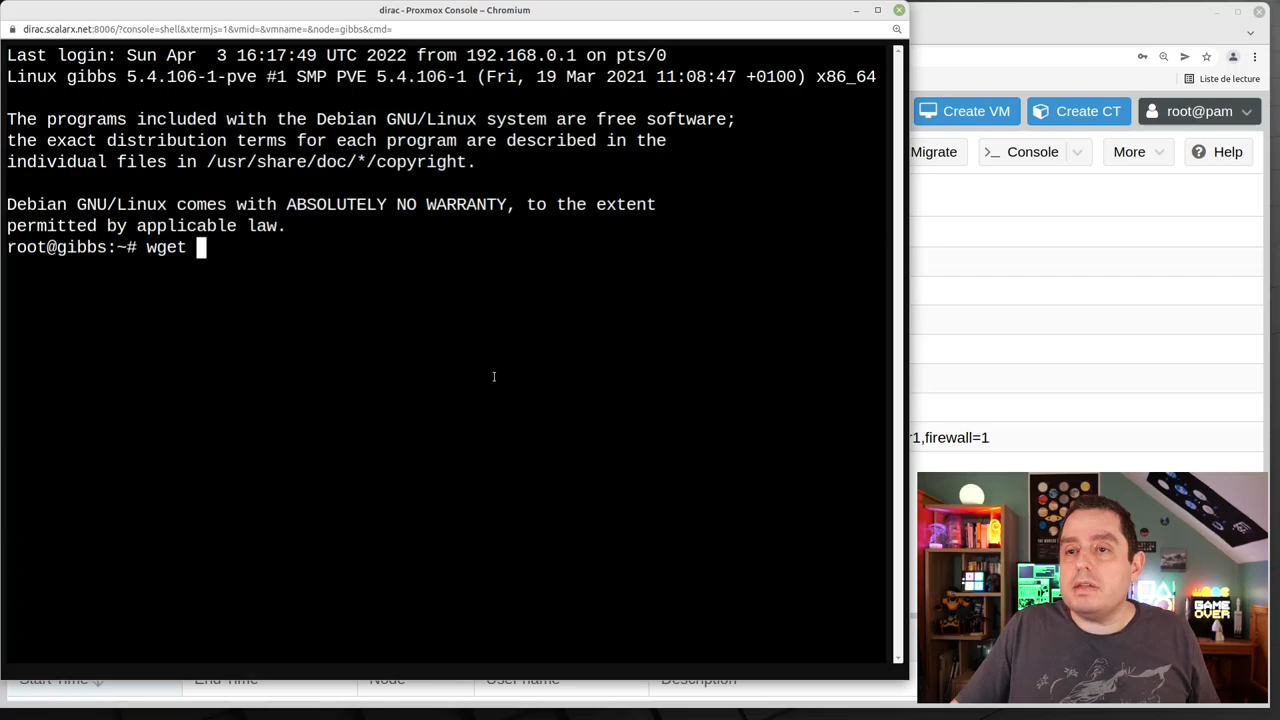 dirac - Proxmox Console – Chromium
dirac.scalarx.net:8006/?console=shell&xtermjs=1&vmid=&vmname=&node=gibbs&cmd=
Last login: Sun Apr  3 16:17:49 UTC 2022 from 192.168.0.1 on pts/0
Linux gibbs 5.4.106-1-pve #1 SMP PVE 5.4.106-1 (Fri, 19 Mar 2021 11:08:47 +0100) x86_64
The programs included with the Debian GNU/Linux system are free software;
the exact distribution terms for each program are described in the
individual files in /usr/share/doc/*/copyright.
Debian GNU/Linux comes with ABSOLUTELY NO WARRANTY, to the extent
permitted by applicable law.
root@gibbs:~# wget
Liste de lecture
Create VM
Create CT
root@pam
Migrate
Console
More
Help
r1,firewall=1
GAME
OVER
Start Time
End Time
Node
User name
Description